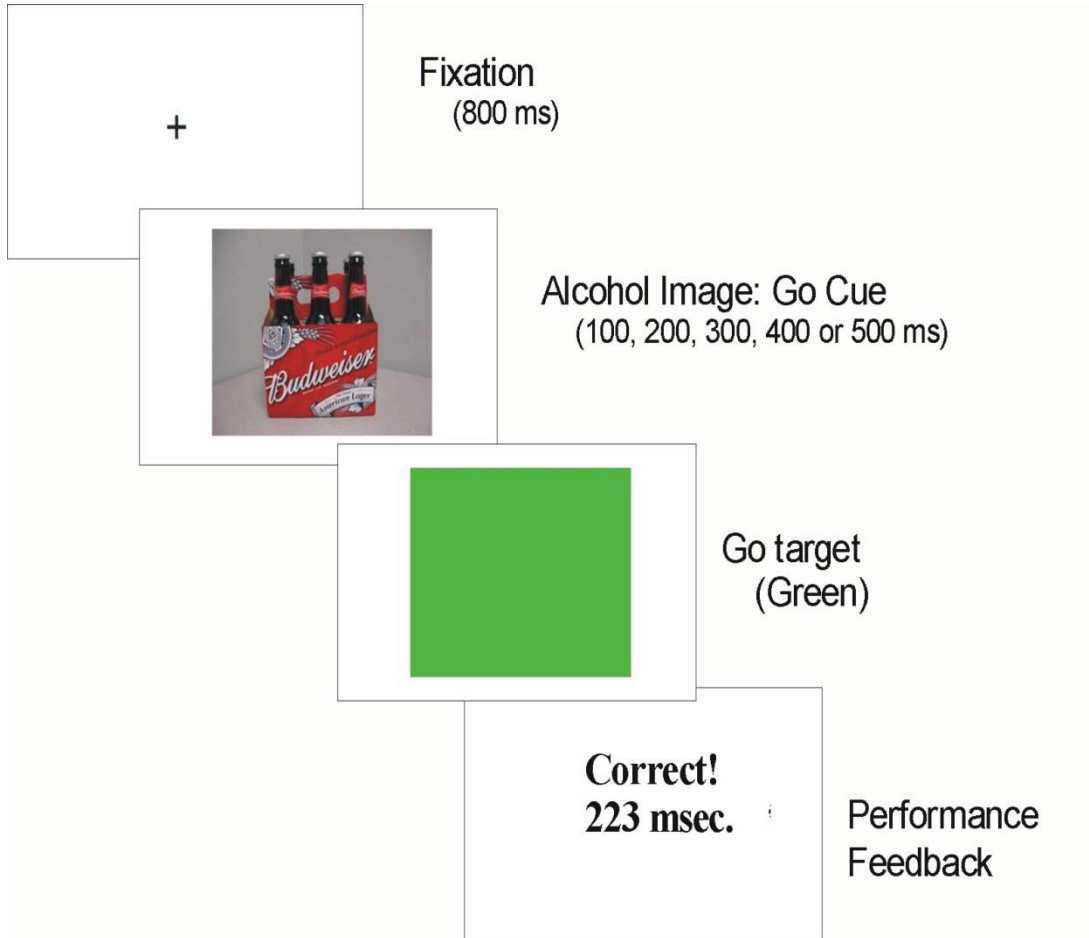 +
Fixation
(800 ms)
Alcohol Image: Go Cue
(100, 200, 300, 400 or 500 ms)
Budweiser
American Lager
Go target
(Green)
Correct!
223 msec.
Performance
Feedback